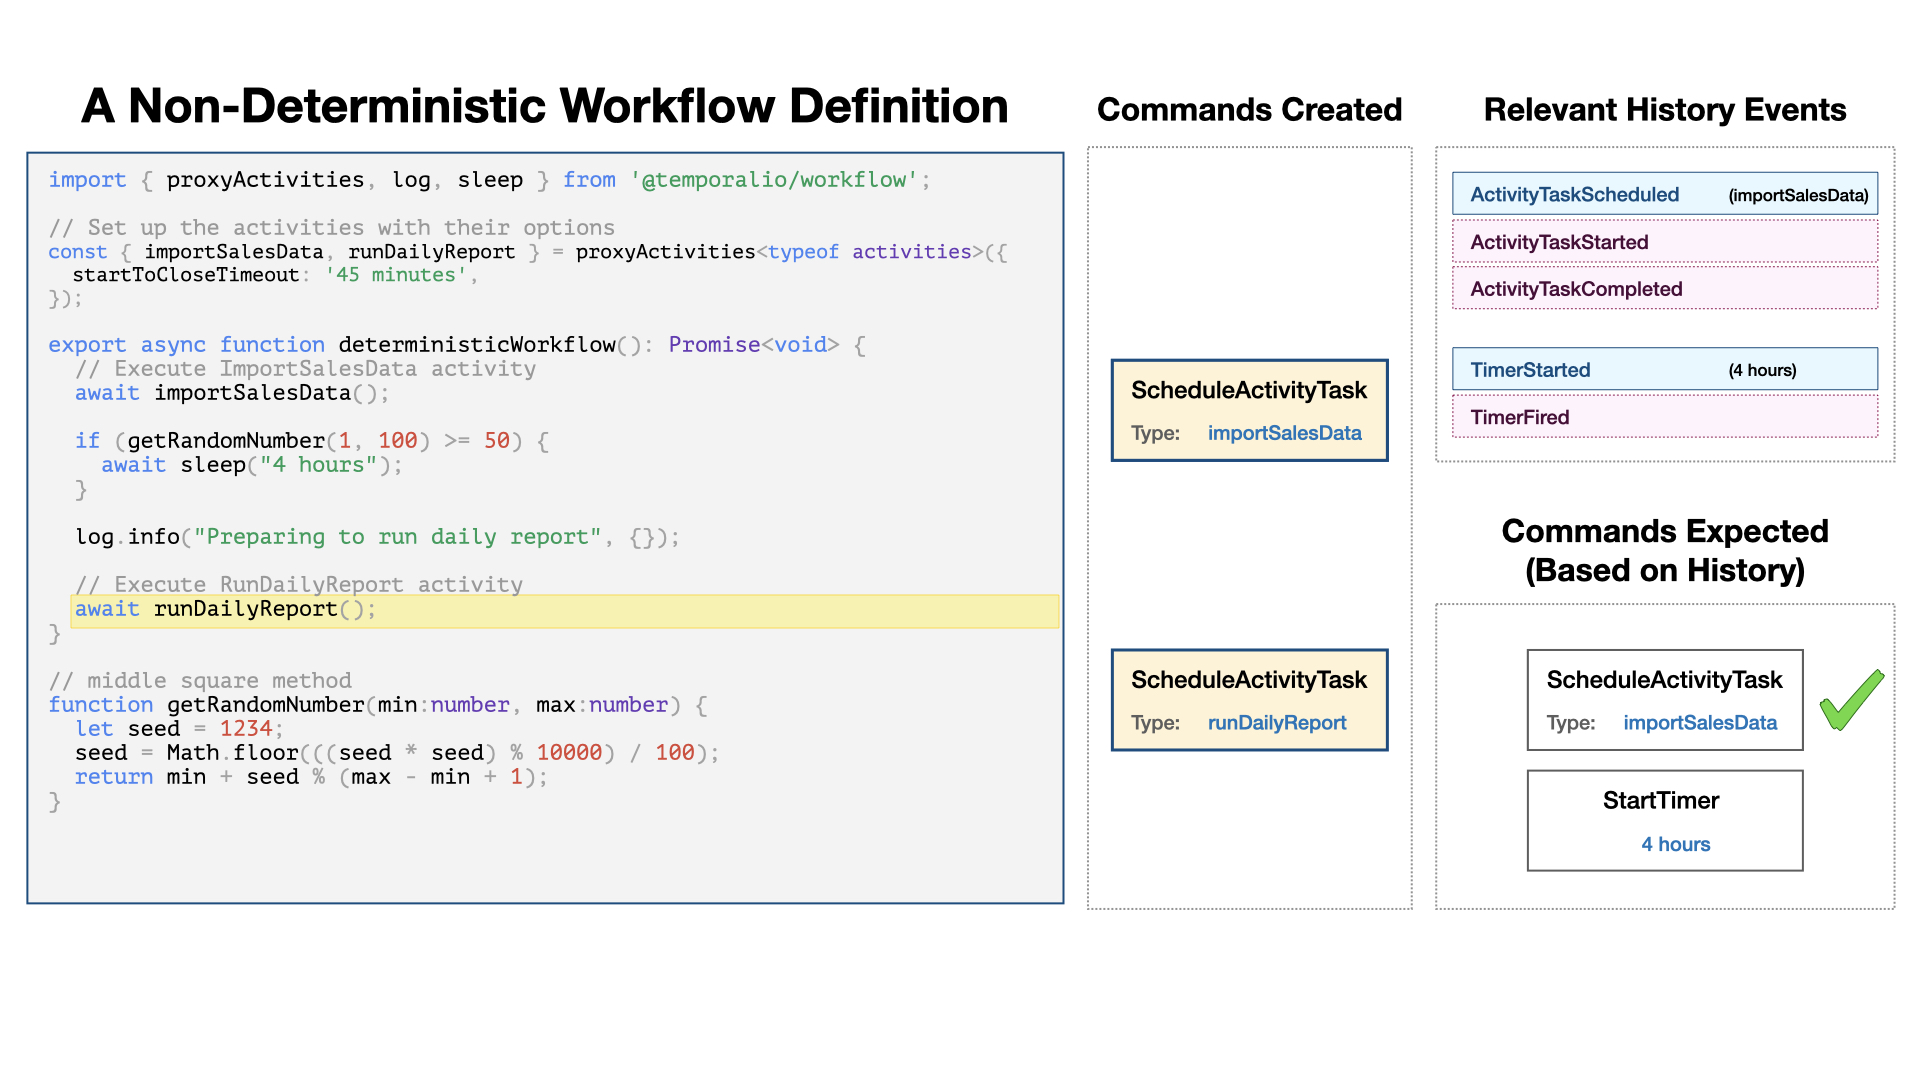 A Non-Deterministic Workflow Definition
import { proxyActivities, log, sleep } from '@temporalio/workflow';
// Set up the activities with their options
const { importSalesData, runDailyReport } = proxyActivities<typeof activities>({
startToCloseTimeout: '45 minutes',
});
export async function deterministicWorkflow(): Promise<void> {
// Execute ImportSalesData activity
await importSalesData();
if (getRandomNumber(1, 100) >= 50) {
await sleep("4 hours");
}
log.info("Preparing to run daily report", {});
// Execute RunDailyReport activity
await runDailyReport();
}
// middle square method
function getRandomNumber(min:number, max:number) {
let seed = 1234;
seed = Math.floor(((seed * seed) % 10000) / 100);
return min + seed % (max - min + 1);
}
Commands Created
ScheduleActivityTask
Type: importSalesData
ScheduleActivityTask
Type: runDailyReport
Relevant History Events
ActivityTaskScheduled (importSalesData)
ActivityTaskStarted
ActivityTaskCompleted
TimerStarted (4 hours)
TimerFired
Commands Expected
(Based on History)
ScheduleActivityTask
Type: importSalesData
StartTimer
4 hours